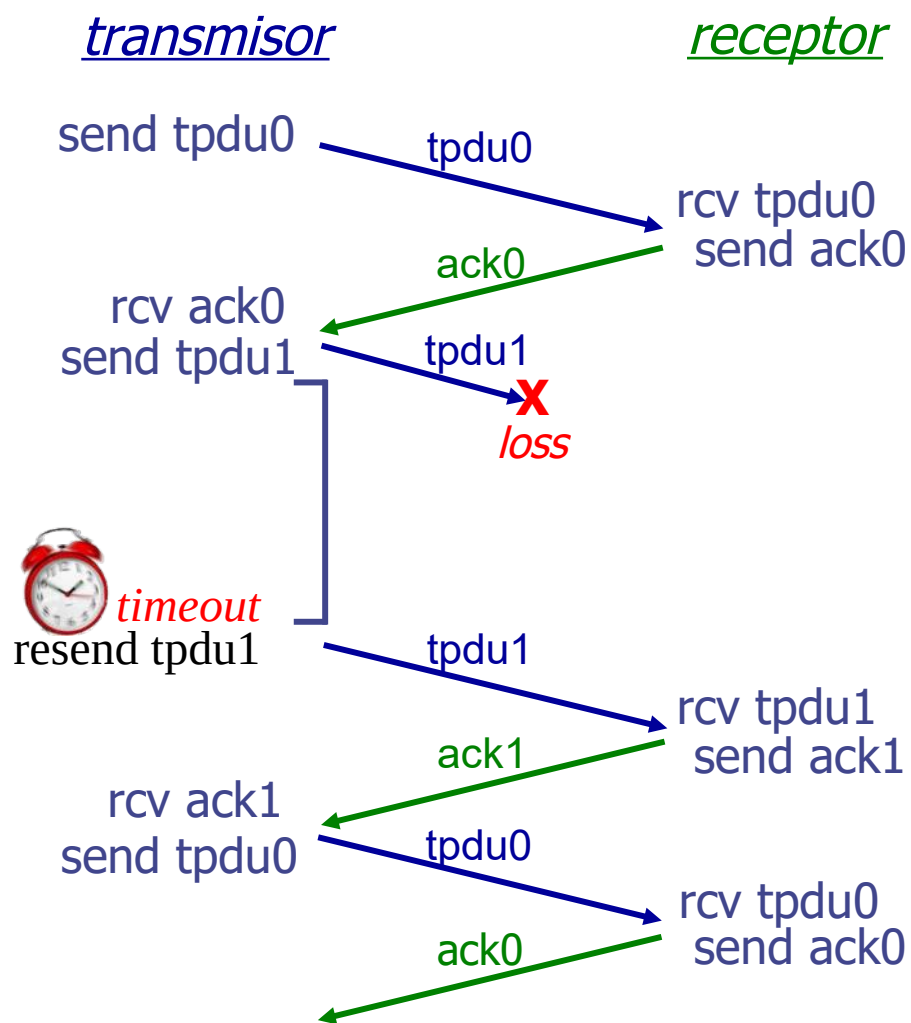 transmisor
receptor
send tpdu0
tpdu0
rcv tpdu0
send ack0
ack0
rcv ack0
send tpdu1
tpdu1
X
loss
timeout
resend tpdu1
tpdu1
rcv tpdu1
send ack1
ack1
rcv ack1
send tpdu0
tpdu0
rcv tpdu0
send ack0
ack0